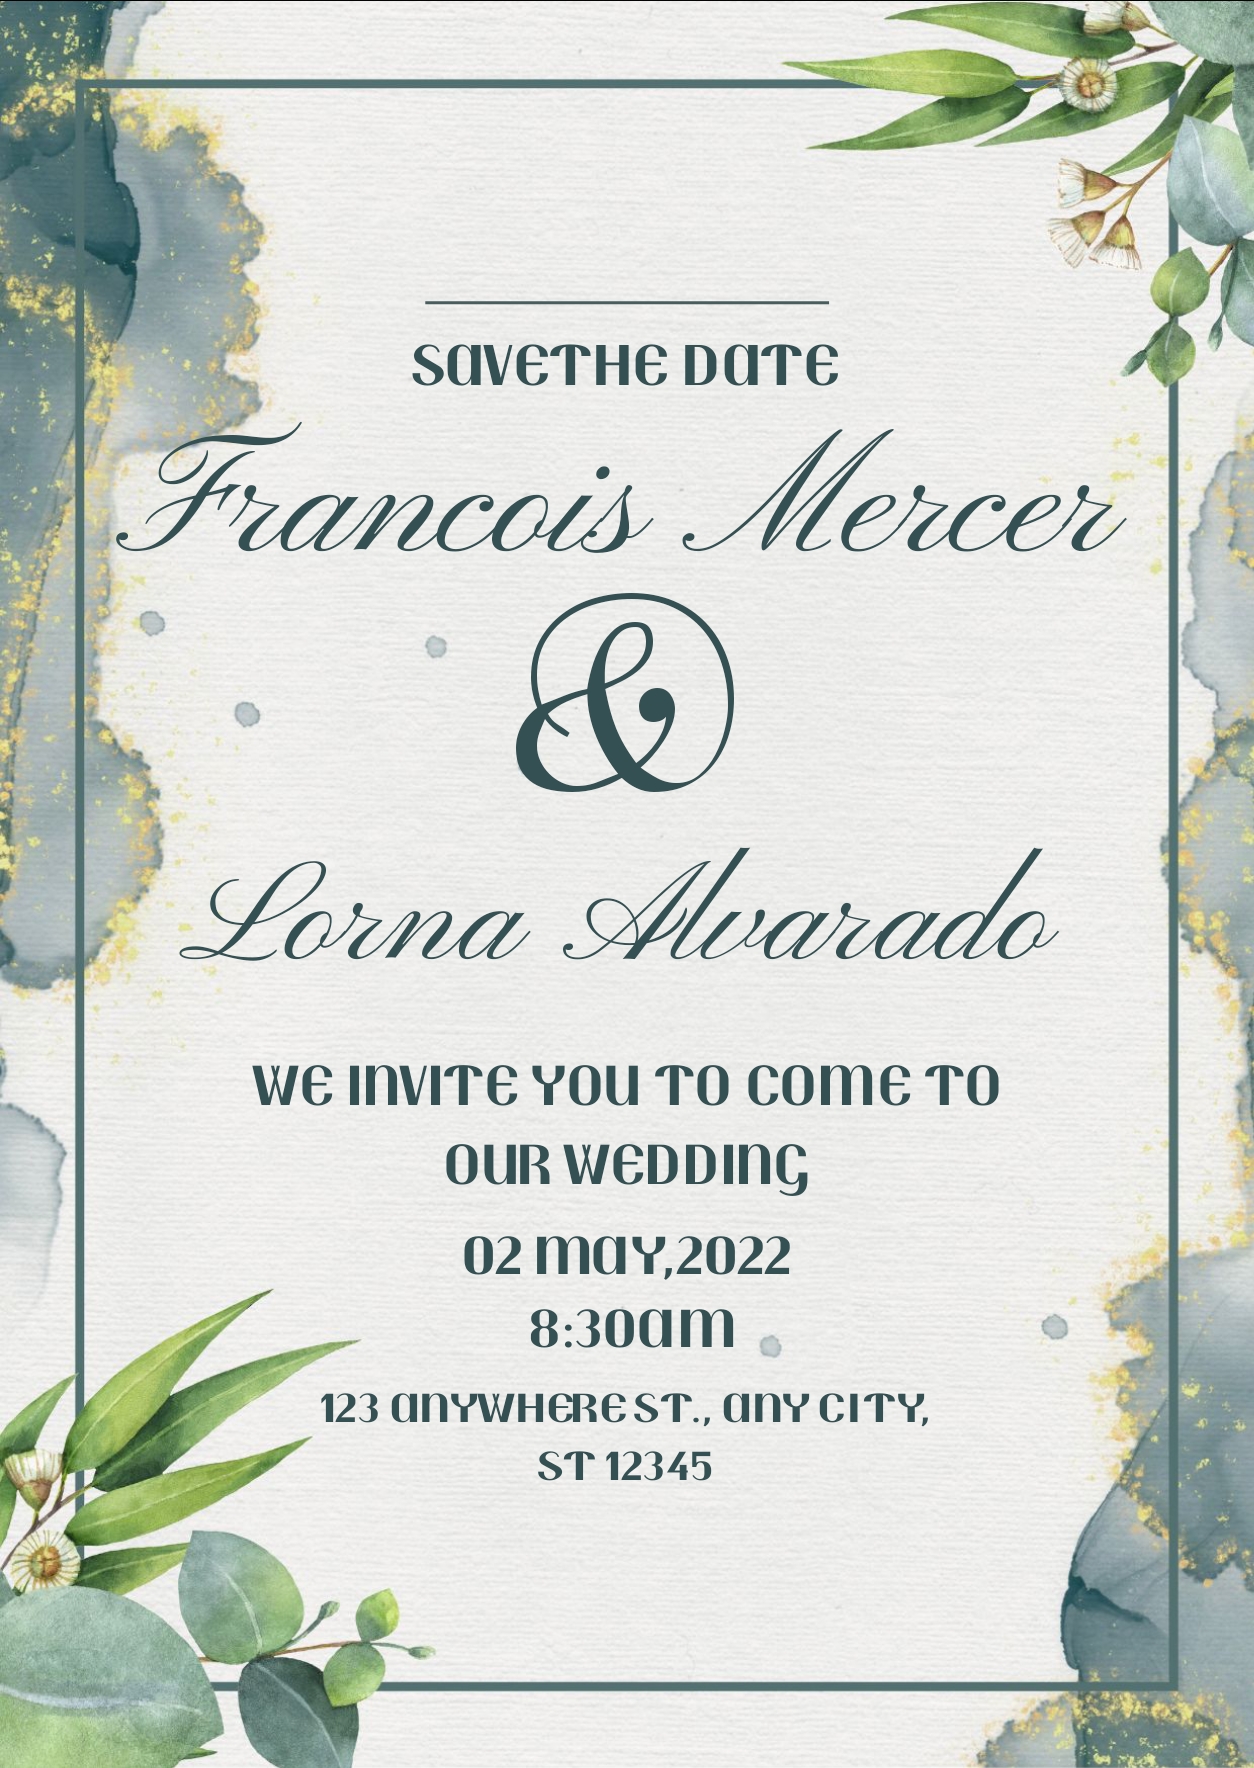 SAVETHE DATE
Francois Mercer
&
Lorna Alvarado
WE INVITE YOU TO COME TO
OUR WEDDING
02 MAY,2022
8:30AM
123 ANYWHERE ST., ANY CITY,
ST 12345